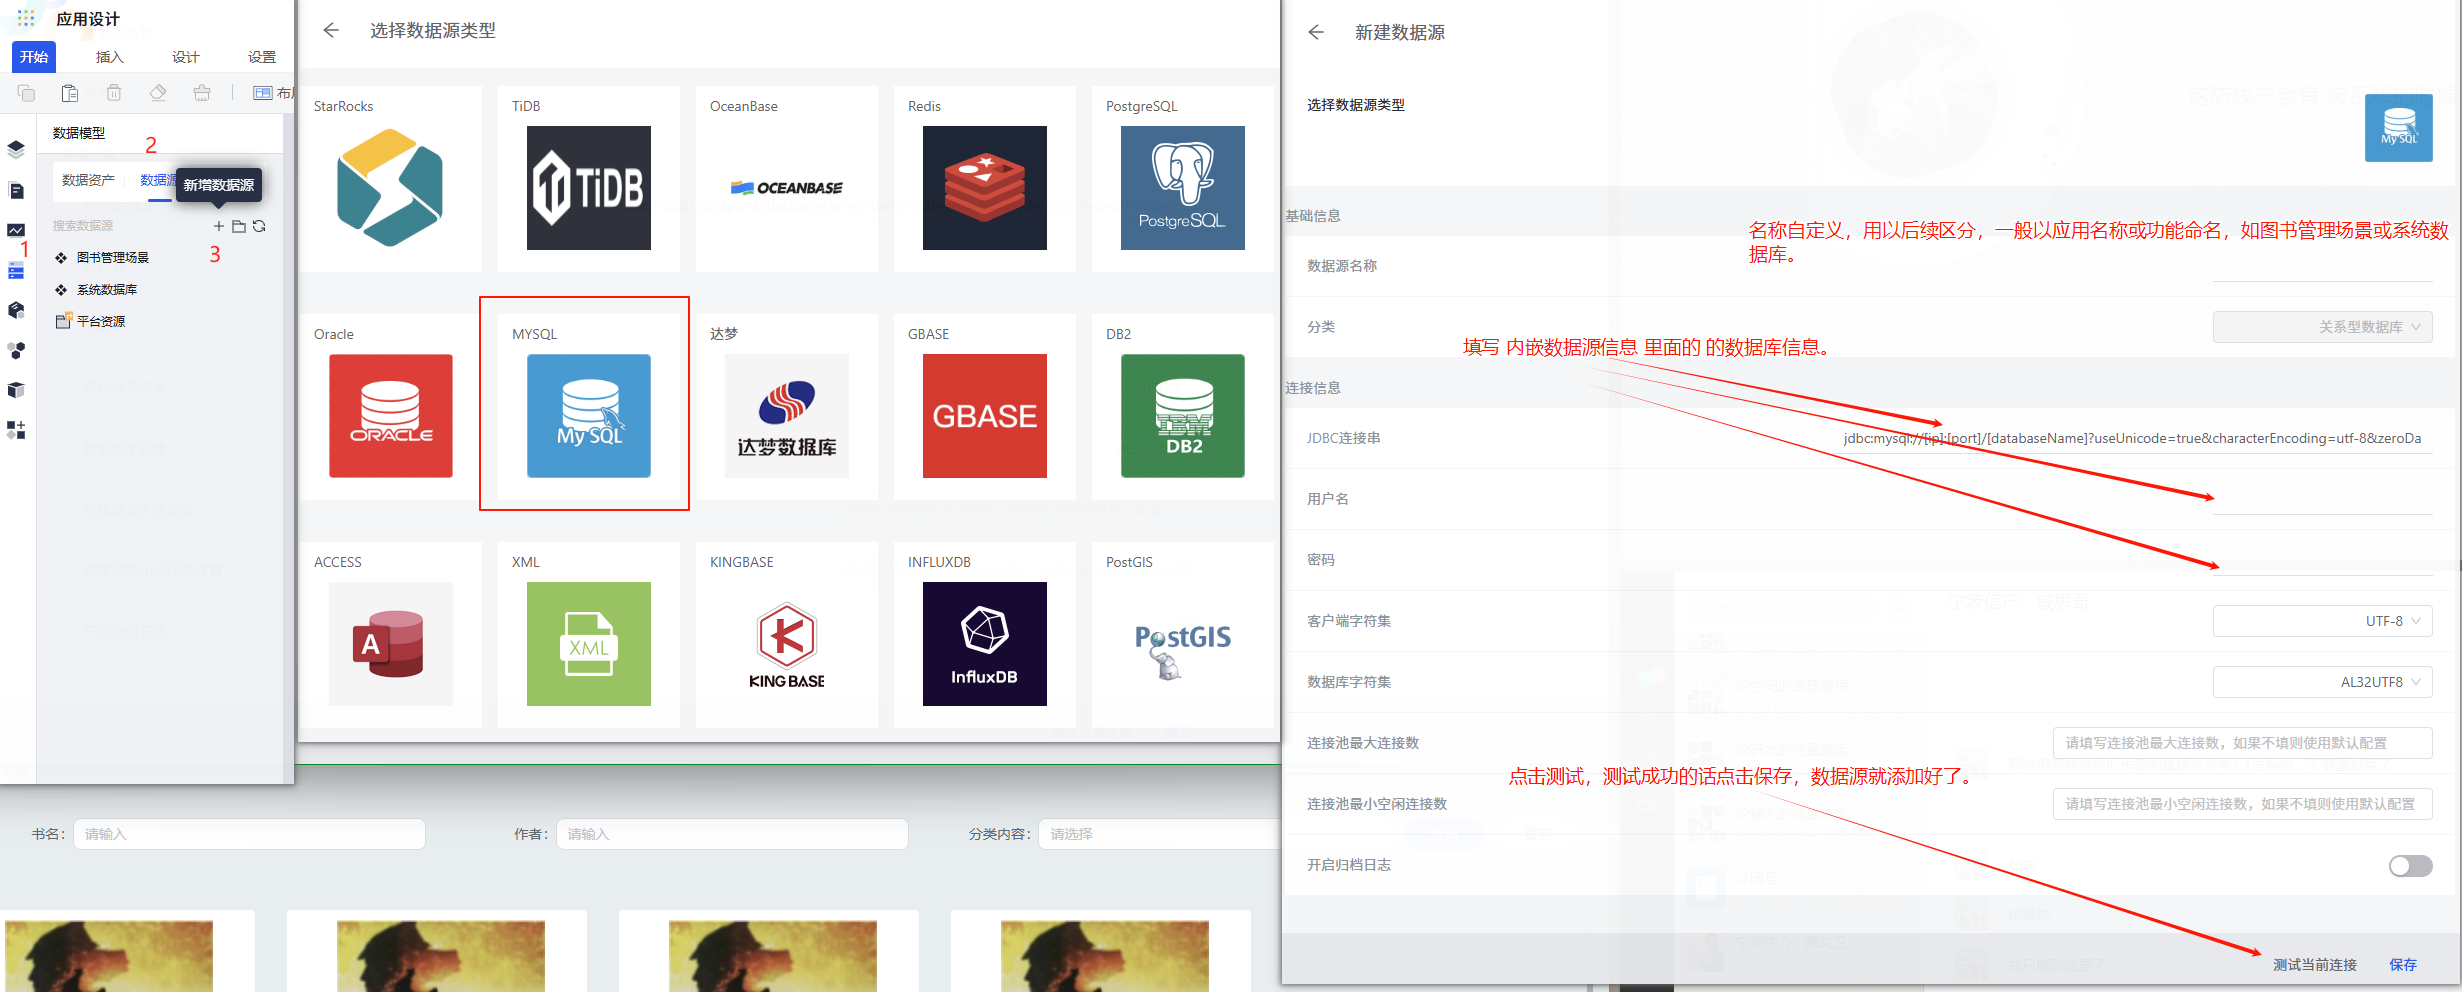 应用设计
开始
插入
设计
设置
布局
数据模型
2
数据资产
数据源
新增数据源
搜索数据源
1
3
图书管理场景
系统数据库
平台资源
选择数据源类型
StarRocks
TiDB
OceanBase
Redis
PostgreSQL
TiDB
OCEANBASE
PostgreSQL
Oracle
MYSQL
达梦
GBASE
DB2
ORACLE
My SQL
达梦数据库
GBASE
IBM
DB2
ACCESS
XML
KINGBASE
INFLUXDB
PostGIS
A
XML
KING BASE
InfluxDB
PostGIS
书名：
请输入
作者：
请输入
分类内容：
请选择
新建数据源
选择数据源类型
My SQL
基础信息
名称自定义，用以后续区分，一般以应用名称或功能命名，如图书管理场景或系统数
据库。
数据源名称
分类
关系型数据库
填写 内嵌数据源信息 里面的 的数据库信息。
连接信息
JDBC连接串
jdbc:mysql://[ip]:[port]/[databaseName]?useUnicode=true&characterEncoding=utf-8&zeroDa
用户名
密码
客户端字符集
UTF-8
数据库字符集
AL32UTF8
连接池最大连接数
请填写连接池最大连接数，如果不填则使用默认配置
点击测试，测试成功的话点击保存，数据源就添加好了。
连接池最小空闲连接数
请填写连接池最小空闲连接数，如果不填则使用默认配置
开启归档日志
测试当前连接
保存